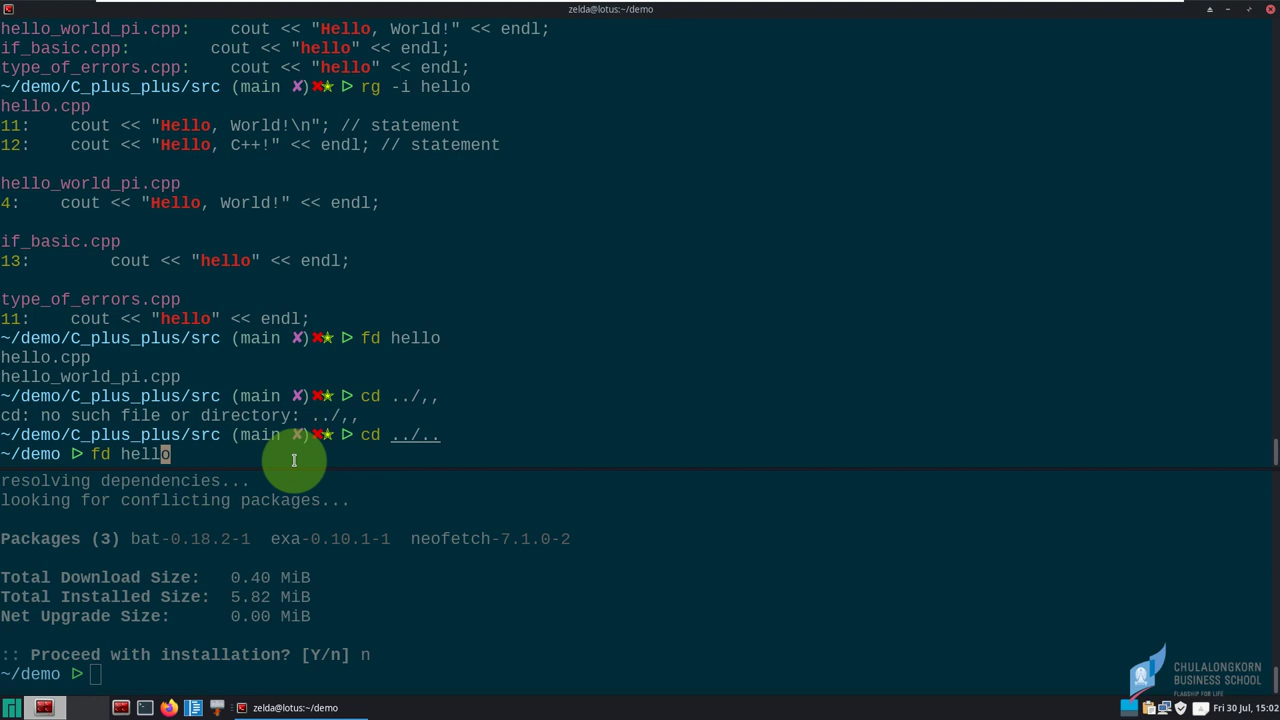 zelda@lotus:~/demo
hello_world_pi.cpp:    cout << "Hello, World!" << endl;
if_basic.cpp:        cout << "hello" << endl;
type_of_errors.cpp:    cout << "hello" << endl;
~/demo/C_plus_plus/src (main ✘)✖★ ▷ rg -i hello
hello.cpp
11:    cout << "Hello, World!\n"; // statement
12:    cout << "Hello, C++!" << endl; // statement
hello_world_pi.cpp
4:    cout << "Hello, World!" << endl;
if_basic.cpp
13:        cout << "hello" << endl;
type_of_errors.cpp
11:    cout << "hello" << endl;
~/demo/C_plus_plus/src (main ✘)✖★ ▷ fd hello
hello.cpp
hello_world_pi.cpp
~/demo/C_plus_plus/src (main ✘)✖★ ▷ cd ../,,
cd: no such file or directory: ../,,
~/demo/C_plus_plus/src (main ✘)✖★ ▷ cd ../..
~/demo ▷ fd hello
resolving dependencies...
looking for conflicting packages...
Packages (3) bat-0.18.2-1  exa-0.10.1-1  neofetch-7.1.0-2
Total Download Size:   0.40 MiB
Total Installed Size:  5.82 MiB
Net Upgrade Size:      0.00 MiB
:: Proceed with installation? [Y/n] n
~/demo ▷
CHULALONGKORN
BUSINESS SCHOOL
FLAGSHIP FOR LIFE
zelda@lotus:~/demo
Fri 30 Jul, 15:02